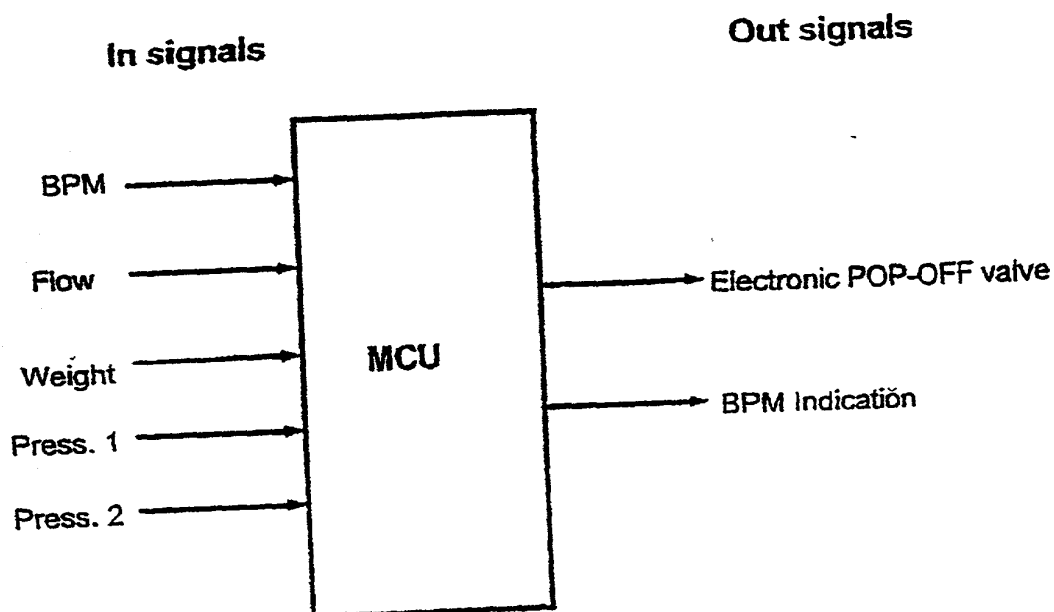 In signals
Out signals
BPM
Flow
Weight
Press. 1
Press. 2
MCU
Electronic POP-OFF valve
BPM Indication